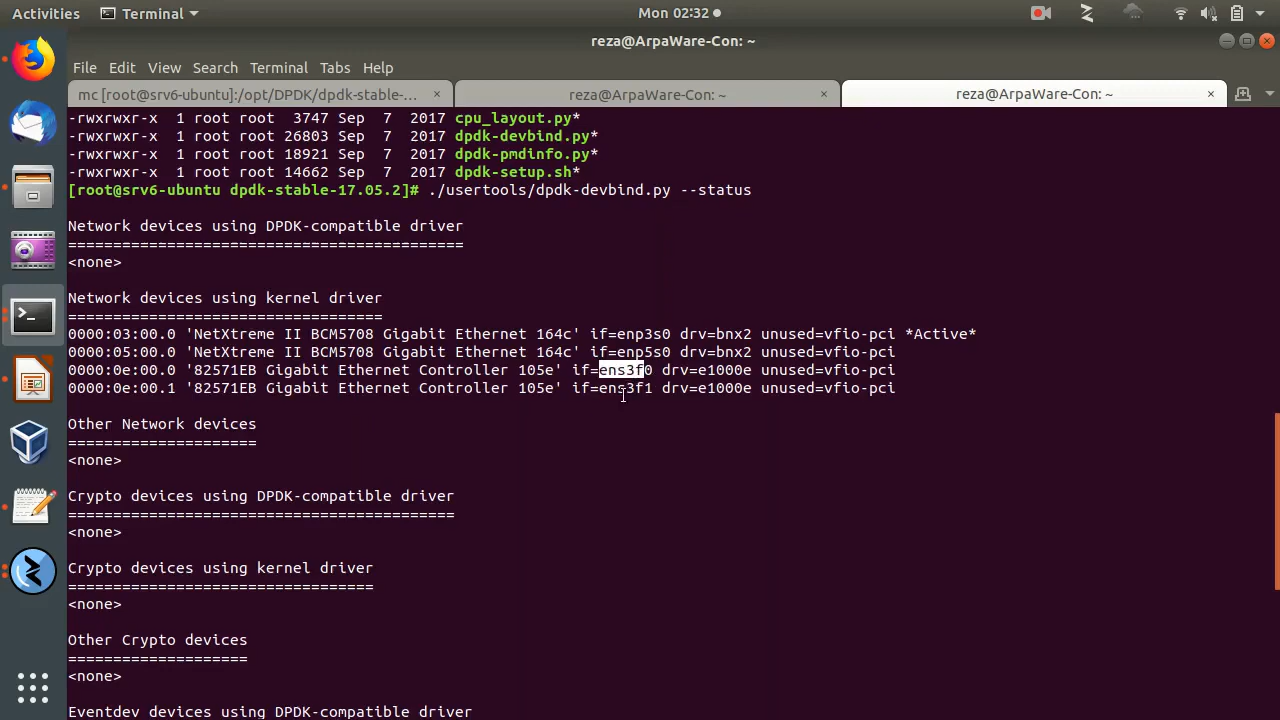 Activities Terminal Mon 02:32
reza@ArpaWare-Con: ~
File Edit View Search Terminal Tabs Help
mc [root@srv6-ubuntu]:/opt/DPDK/dpdk-stable-... × reza@ArpaWare-Con: ~ × reza@ArpaWare-Con: ~ ×
-rwxrwxr-x 1 root root 3747 Sep 7 2017 cpu_layout.py*
-rwxrwxr-x 1 root root 26803 Sep 7 2017 dpdk-devbind.py*
-rwxrwxr-x 1 root root 18921 Sep 7 2017 dpdk-pmdinfo.py*
-rwxrwxr-x 1 root root 14662 Sep 7 2017 dpdk-setup.sh*
[root@srv6-ubuntu dpdk-stable-17.05.2]# ./usertools/dpdk-devbind.py --status
Network devices using DPDK-compatible driver
============================================
<none>
Network devices using kernel driver
===================================
0000:03:00.0 'NetXtreme II BCM5708 Gigabit Ethernet 164c' if=enp3s0 drv=bnx2 unused=vfio-pci *Active*
0000:05:00.0 'NetXtreme II BCM5708 Gigabit Ethernet 164c' if=enp5s0 drv=bnx2 unused=vfio-pci
0000:0e:00.0 '82571EB Gigabit Ethernet Controller 105e' if=ens3f0 drv=e1000e unused=vfio-pci
0000:0e:00.1 '82571EB Gigabit Ethernet Controller 105e' if=ens3f1 drv=e1000e unused=vfio-pci
Other Network devices
=====================
<none>
Crypto devices using DPDK-compatible driver
===========================================
<none>
Crypto devices using kernel driver
==================================
<none>
Other Crypto devices
====================
<none>
Eventdev devices using DPDK-compatible driver